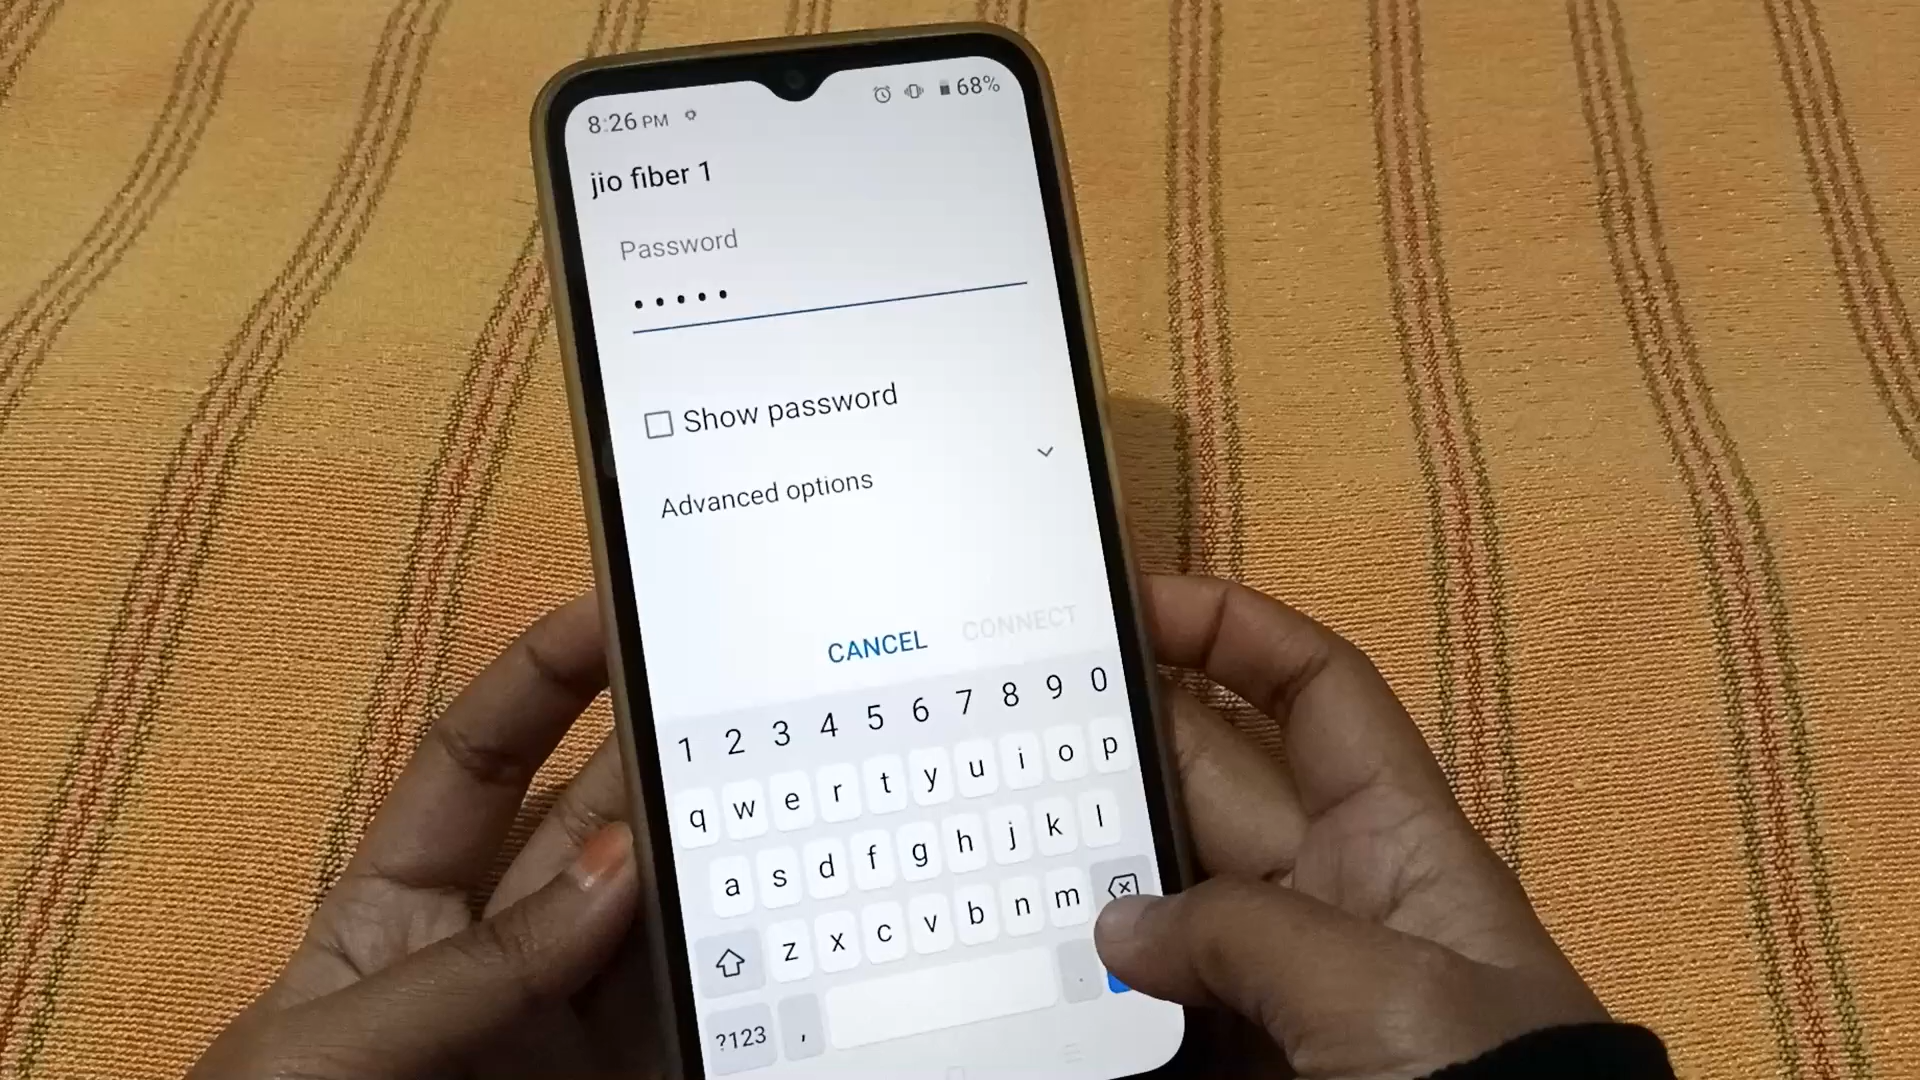 8:26 PM 68%
jio fiber 1
Password
•••••
Show password
Advanced options
CANCEL CONNECT
1 2 3 4 5 6 7 8 9 0
q w e r t y u i o p
a s d f g h j k l
z x c v b n m
?123 , .